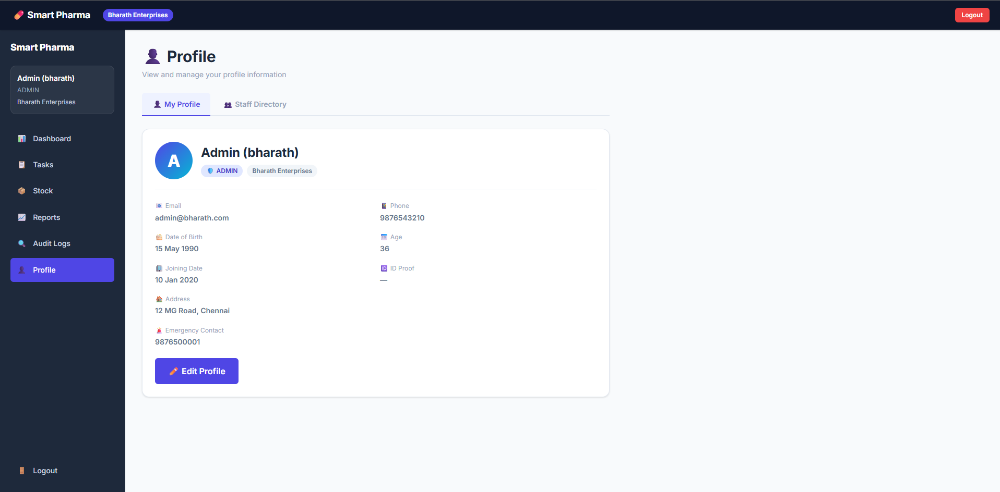 Smart Pharma Bharath Enterprises Logout
Smart Pharma
Admin (bharath)
ADMIN
Bharath Enterprises
Dashboard
Tasks
Stock
Reports
Audit Logs
Profile
Logout
Profile
View and manage your profile information
My Profile Staff Directory
A
Admin (bharath)
ADMIN Bharath Enterprises
Email
admin@bharath.com
Phone
9876543210
Date of Birth
15 May 1990
Age
36
Joining Date
10 Jan 2020
ID ID Proof
—
Address
12 MG Road, Chennai
Emergency Contact
9876500001
Edit Profile